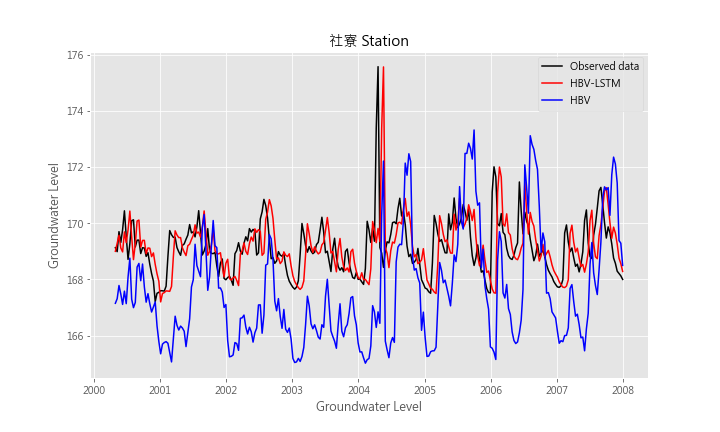 社寮 Station
Observed data
HBV-LSTM
HBV
Groundwater Level
176
174
172
170
168
166
2000 2001 2002 2003 2004 2005 2006 2007 2008
Groundwater Level